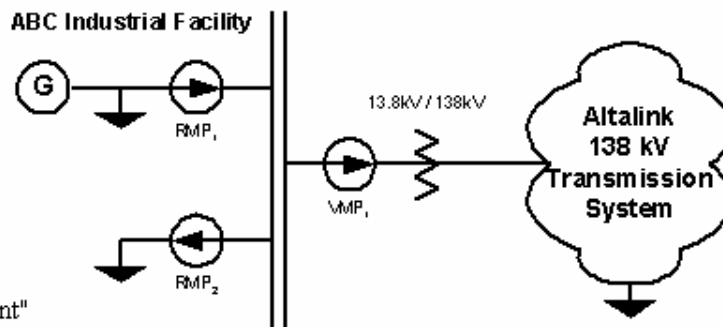 ABC Industrial Facility
G
RMP₁
13.8kV / 138kV
Altalink
138 kV
Transmission
System
VMP₁
RMP₂
nt"